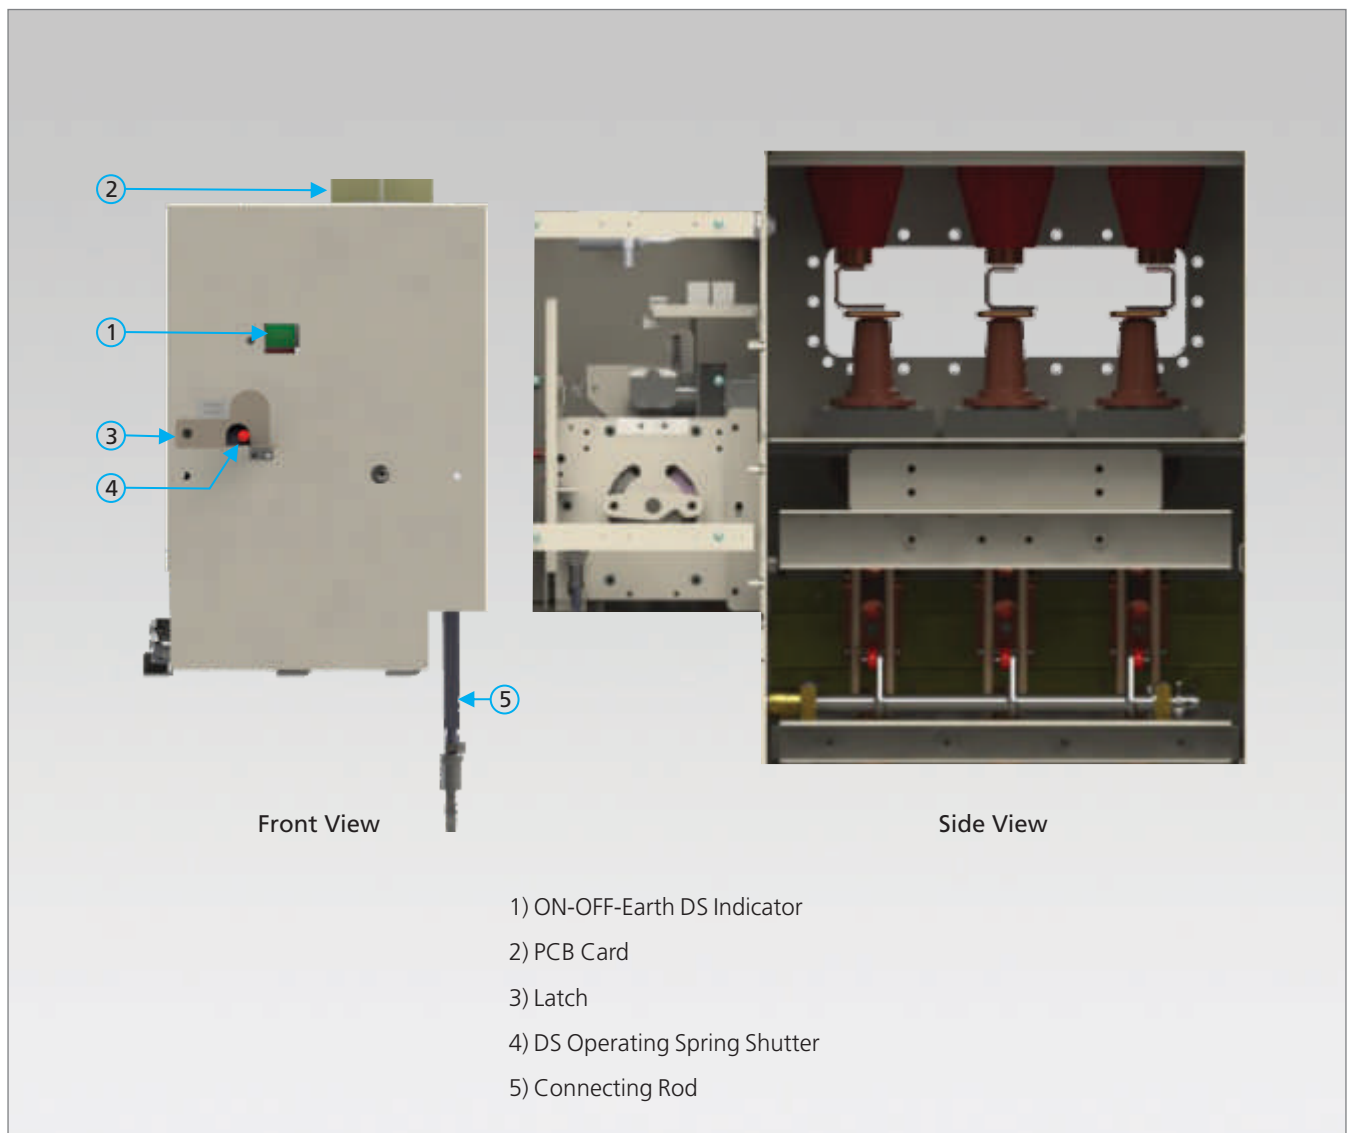 2
1
3
4
5
Front View
Side View
1) ON-OFF-Earth DS Indicator
2) PCB Card
3) Latch
4) DS Operating Spring Shutter
5) Connecting Rod